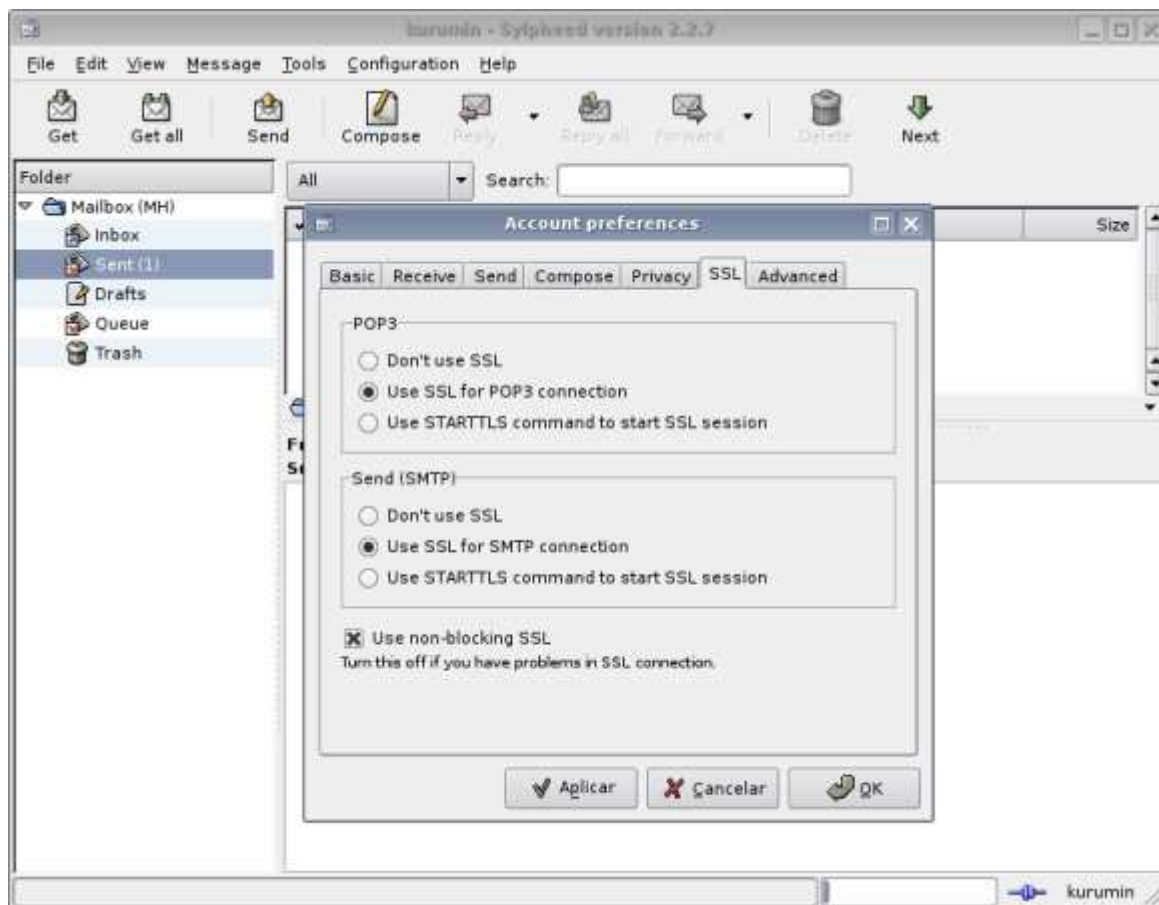 kurumin - Sylpheed version 2.2.7
File Edit View Message Tools Configuration Help
Get Get all Send Compose Reply Reply all Forward Delete Next
Folder
All Search:
Mailbox (MH)
Inbox
Sent (1)
Drafts
Queue
Trash
Size
Account preferences
Basic Receive Send Compose Privacy SSL Advanced
POP3
Don't use SSL
Use SSL for POP3 connection
Use STARTTLS command to start SSL session
Send (SMTP)
Don't use SSL
Use SSL for SMTP connection
Use STARTTLS command to start SSL session
Use non-blocking SSL
Turn this off if you have problems in SSL connection.
Aplicar Cancelar OK
kurumin